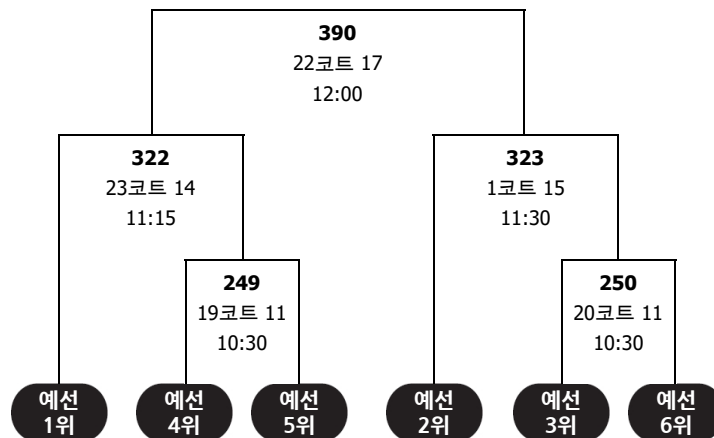 390
22코트 17
12:00
322
23코트 14
11:15
323
1코트 15
11:30
249
19코트 11
10:30
250
20코트 11
10:30
예선
1위
예선
4위
예선
5위
예선
2위
예선
3위
예선
6위